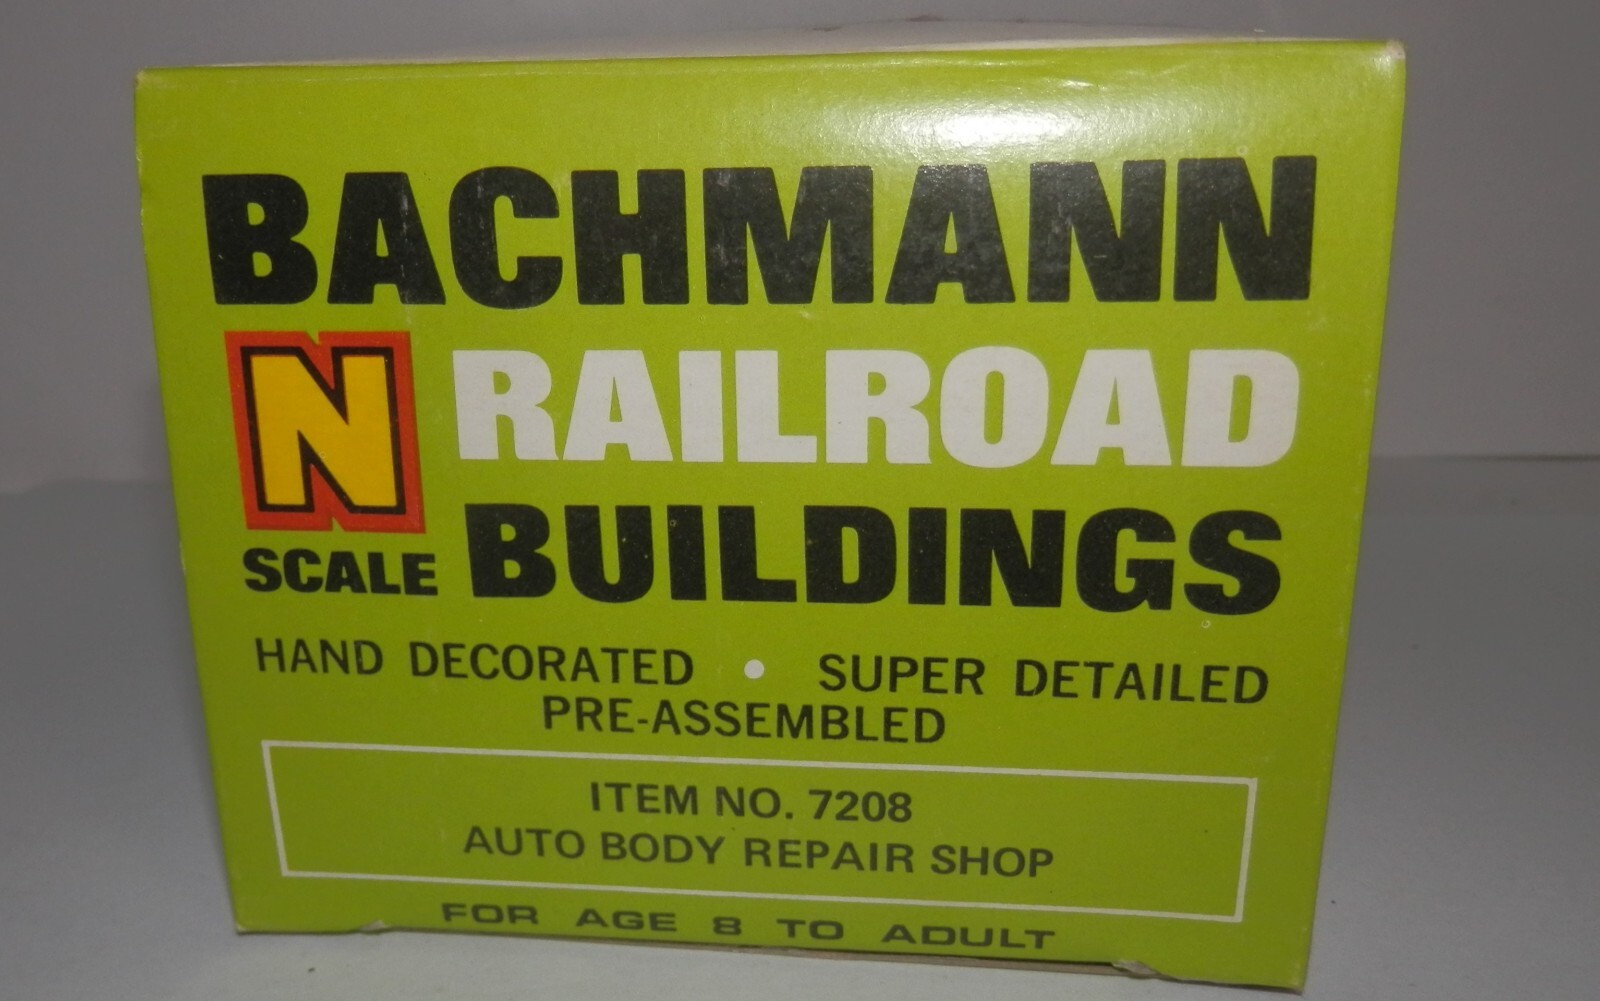 BACHMANN
N RAILROAD
SCALE BUILDINGS
HAND DECORATED • SUPER DETAILED
PRE-ASSEMBLED
ITEM NO. 7208
AUTO BODY REPAIR SHOP
FOR AGE 8 TO ADULT